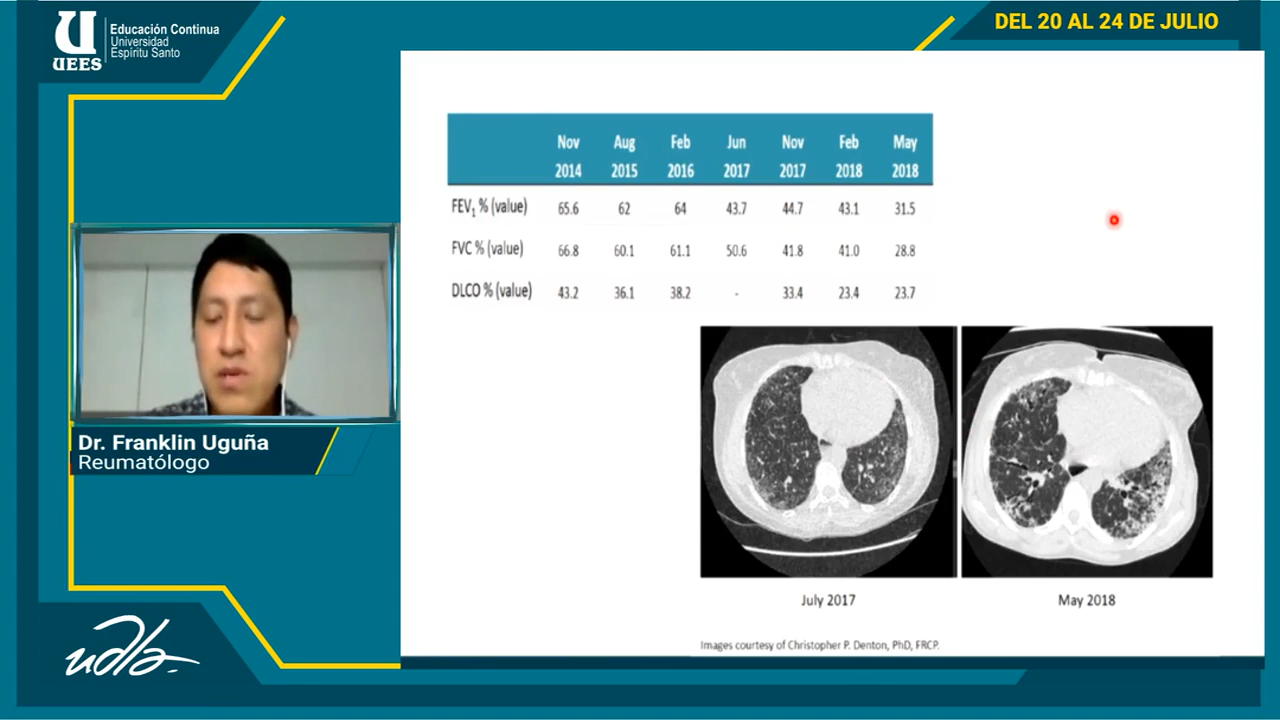 U
UEES
Educación Continua
Universidad
Espíritu Santo
DEL 20 AL 24 DE JULIO
Nov Aug Feb Jun Nov Feb May
2014 2015 2016 2017 2017 2018 2018
FEV1 % (value) 65.6 62 64 43.7 44.7 43.1 31.5
FVC % (value) 66.8 60.1 61.1 50.6 41.8 41.0 28.8
DLCO % (value) 43.2 36.1 38.2 - 33.4 23.4 23.7
Dr. Franklin Uguña
Reumatólogo
July 2017 May 2018
Images courtesy of Christopher P. Denton, PhD, FRCP.
udla